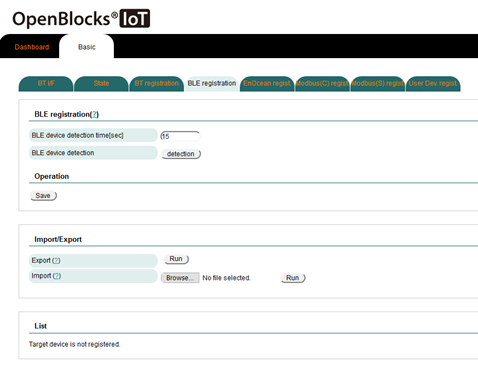 OpenBlocks® IoT
Dashboard Basic
BT I/F State BT registration BLE registration EnOcean regist. Modbus(C) regist Modbus(S) regist User Dev regist.
BLE registration(?)
BLE device detection time[sec] 15
BLE device detection detection
Operation
Save
Import/Export
Export (?) Run
Import (?) Browse... No file selected. Run
List
Target device is not registered.